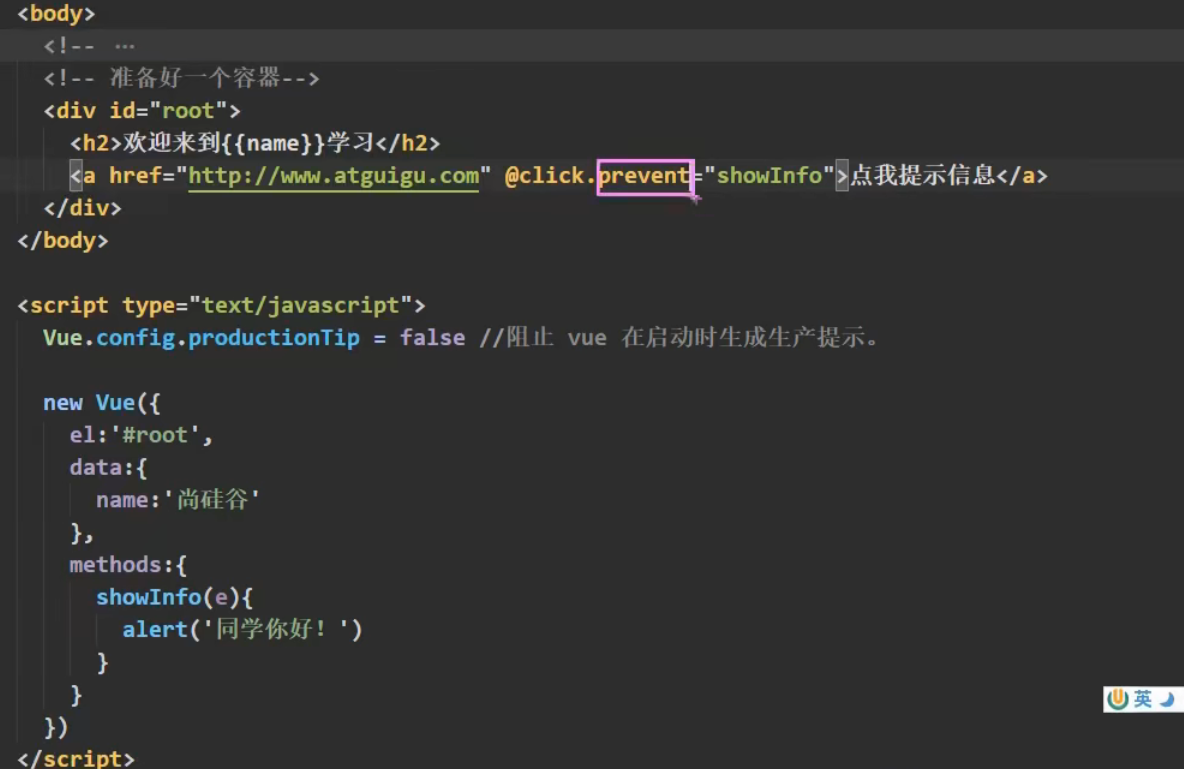 <body>
<!-- ...
<!-- 准备好一个容器-->
<div id="root">
<h2>欢迎来到{{name}}学习</h2>
<a href="http://www.atguigu.com" @click.prevent="showInfo">点我提示信息</a>
</div>
</body>
<script type="text/javascript">
Vue.config.productionTip = false //阻止 vue 在启动时生成生产提示。
new Vue({
el:'#root',
data:{
name:'尚硅谷'
},
methods:{
showInfo(e){
alert('同学你好！')
}
}
})
</script>
英